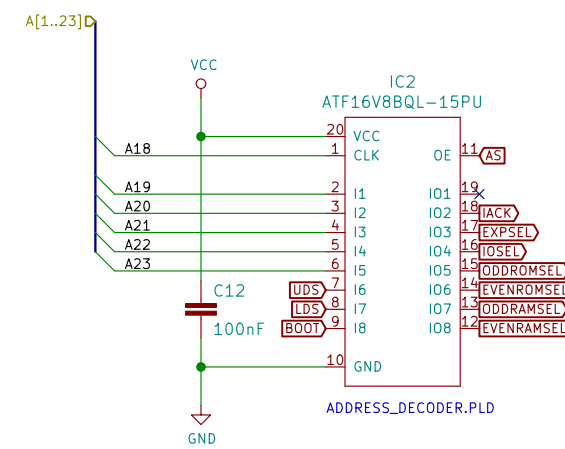 A[1..23]
VCC
IC2
ATF16V8BQL-15PU
20 VCC
A18 1 CLK OE 11 AS
A19 2 I1 IO1 19
A20 3 I2 IO2 18 IACK
A21 4 I3 IO3 17 EXPSEL
A22 5 I4 IO4 16 IOSEL
A23 6 I5 IO5 15 ODDROMSEL
UDS 7 I6 IO6 14 EVENROMSEL
LDS 8 I7 IO7 13 ODDRAMSEL
BOOT 9 I8 IO8 12 EVENRAMSEL
C12
100nF
10 GND
ADDRESS_DECODER.PLD
GND